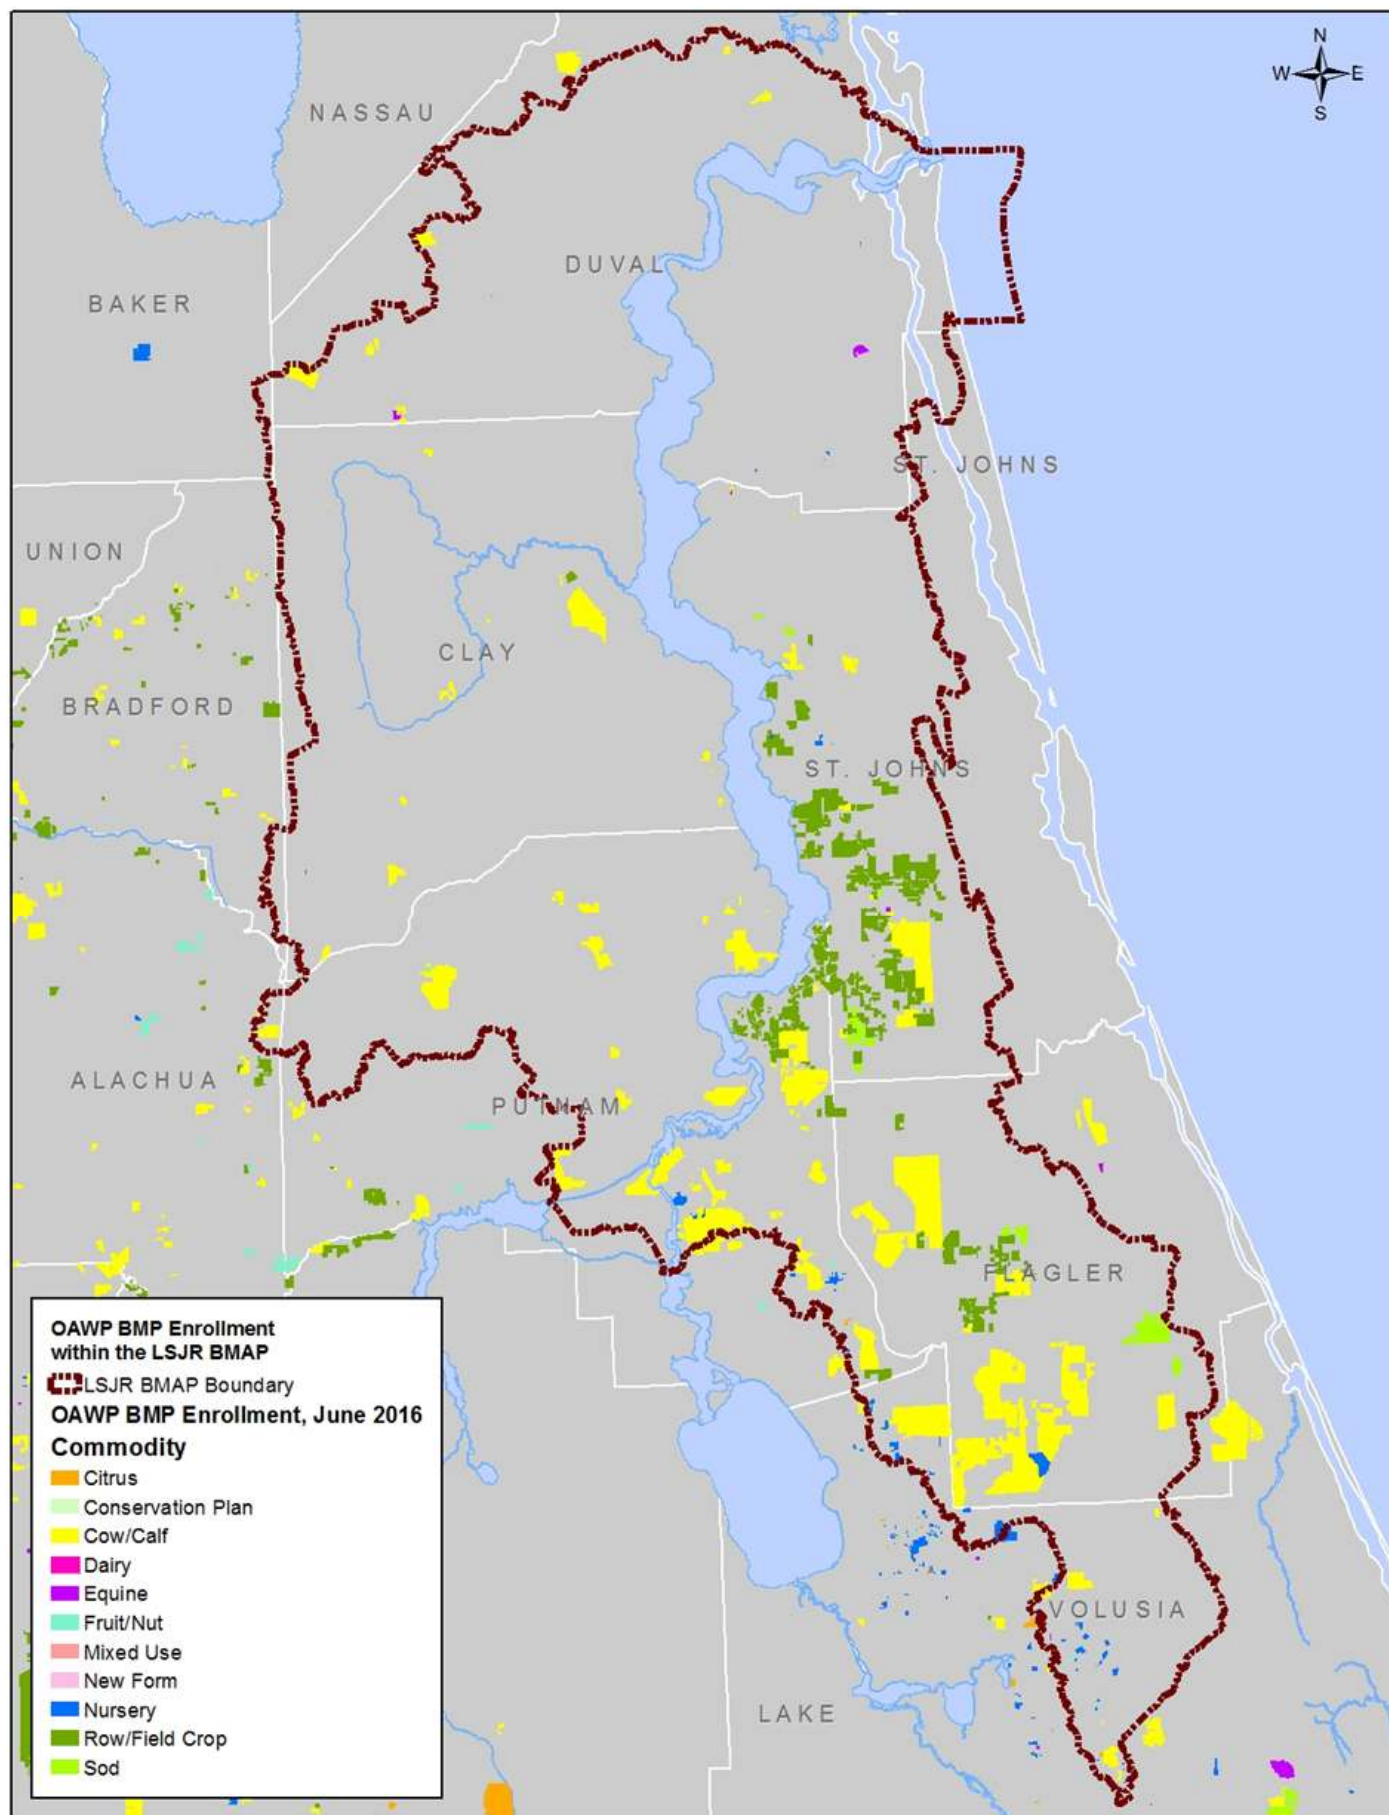 N
W E
S
NASSAU
DUVAL
BAKER
ST. JOHNS
UNION
CLAY
BRADFORD
ST. JOHNS
ALACHUA
PUTNAM
FLAGLER
VOLUSIA
LAKE
OAWP BMP Enrollment
within the LSJR BMAP
LSJR BMAP Boundary
OAWP BMP Enrollment, June 2016
Commodity
Citrus
Conservation Plan
Cow/Calf
Dairy
Equine
Fruit/Nut
Mixed Use
New Form
Nursery
Row/Field Crop
Sod